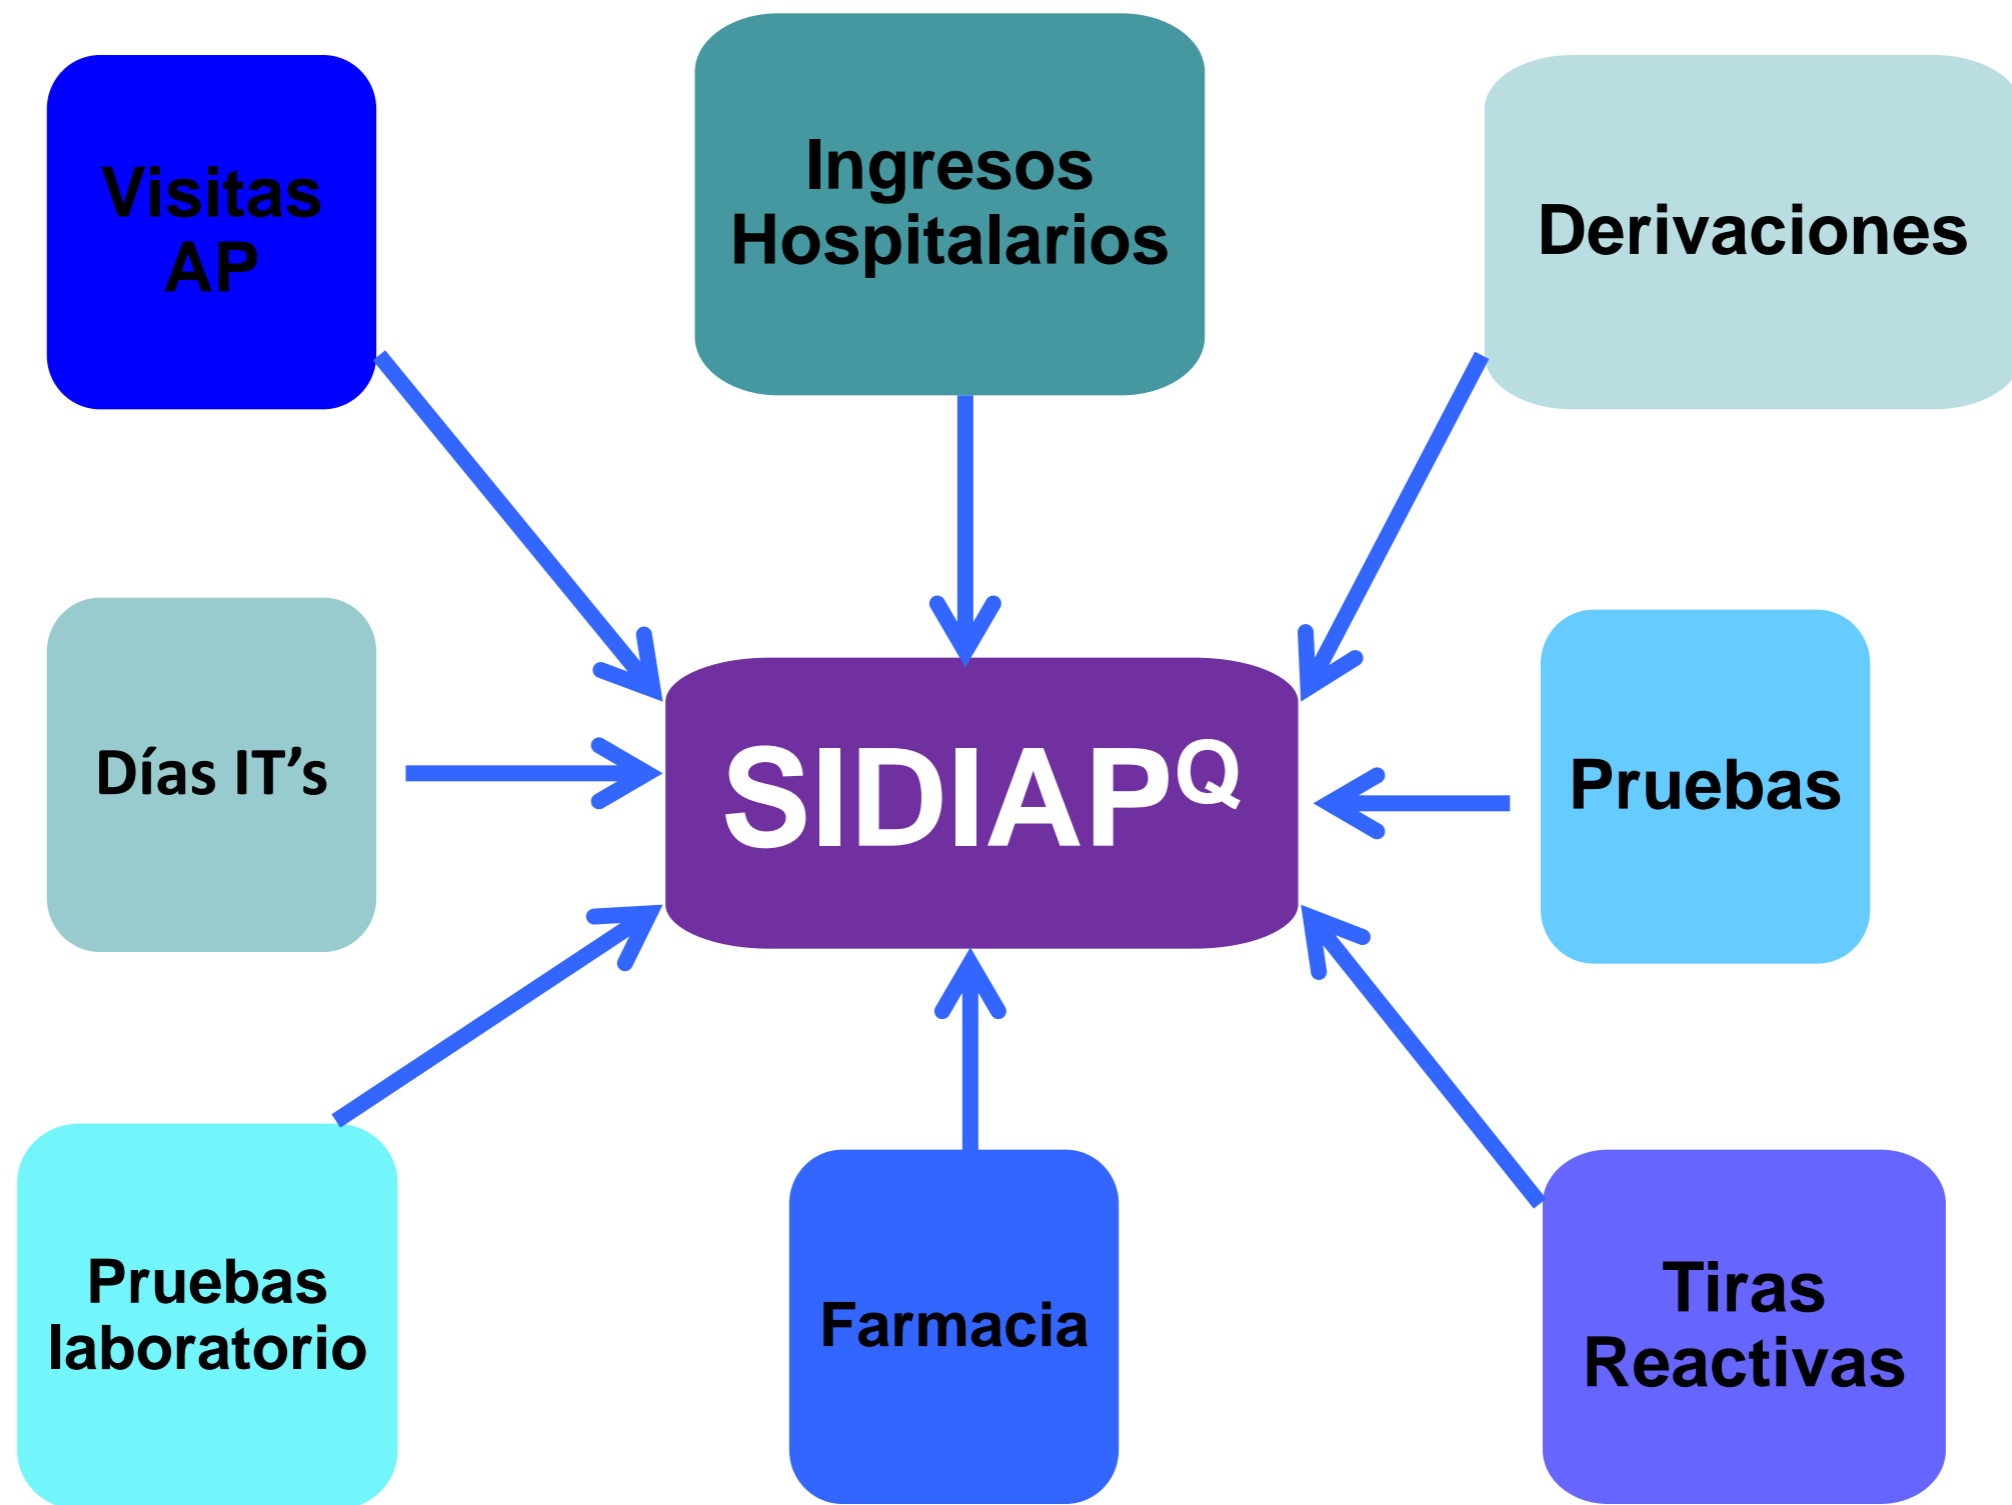 Visitas
AP
Ingresos
Hospitalarios
Derivaciones
Días IT’s
SIDIAPQ
Pruebas
Pruebas
laboratorio
Farmacia
Tiras
Reactivas